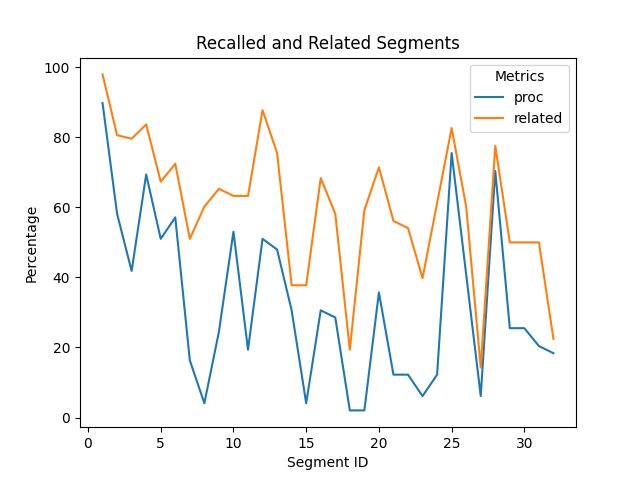 Recalled and Related Segments
Metrics
proc
related
Percentage
100
80
60
40
20
0
0 5 10 15 20 25 30
Segment ID